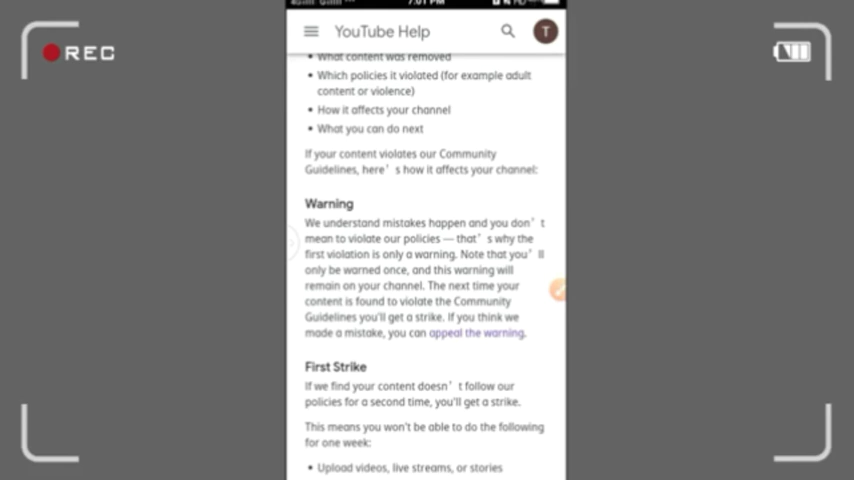 7:01 PM
REC
YouTube Help
T
What content was removed
• Which policies it violated (for example adult
content or violence)
• How it affects your channel
• What you can do next
If your content violates our Community
Guidelines, here's how it affects your channel:
Warning
We understand mistakes happen and you don't
mean to violate our policies — that's why the
first violation is only a warning. Note that you'll
only be warned once, and this warning will
remain on your channel. The next time your
content is found to violate the Community
Guidelines you'll get a strike. If you think we
made a mistake, you can appeal the warning.
First Strike
If we find your content doesn't follow our
policies for a second time, you'll get a strike.
This means you won't be able to do the following
for one week:
• Upload videos, live streams, or stories